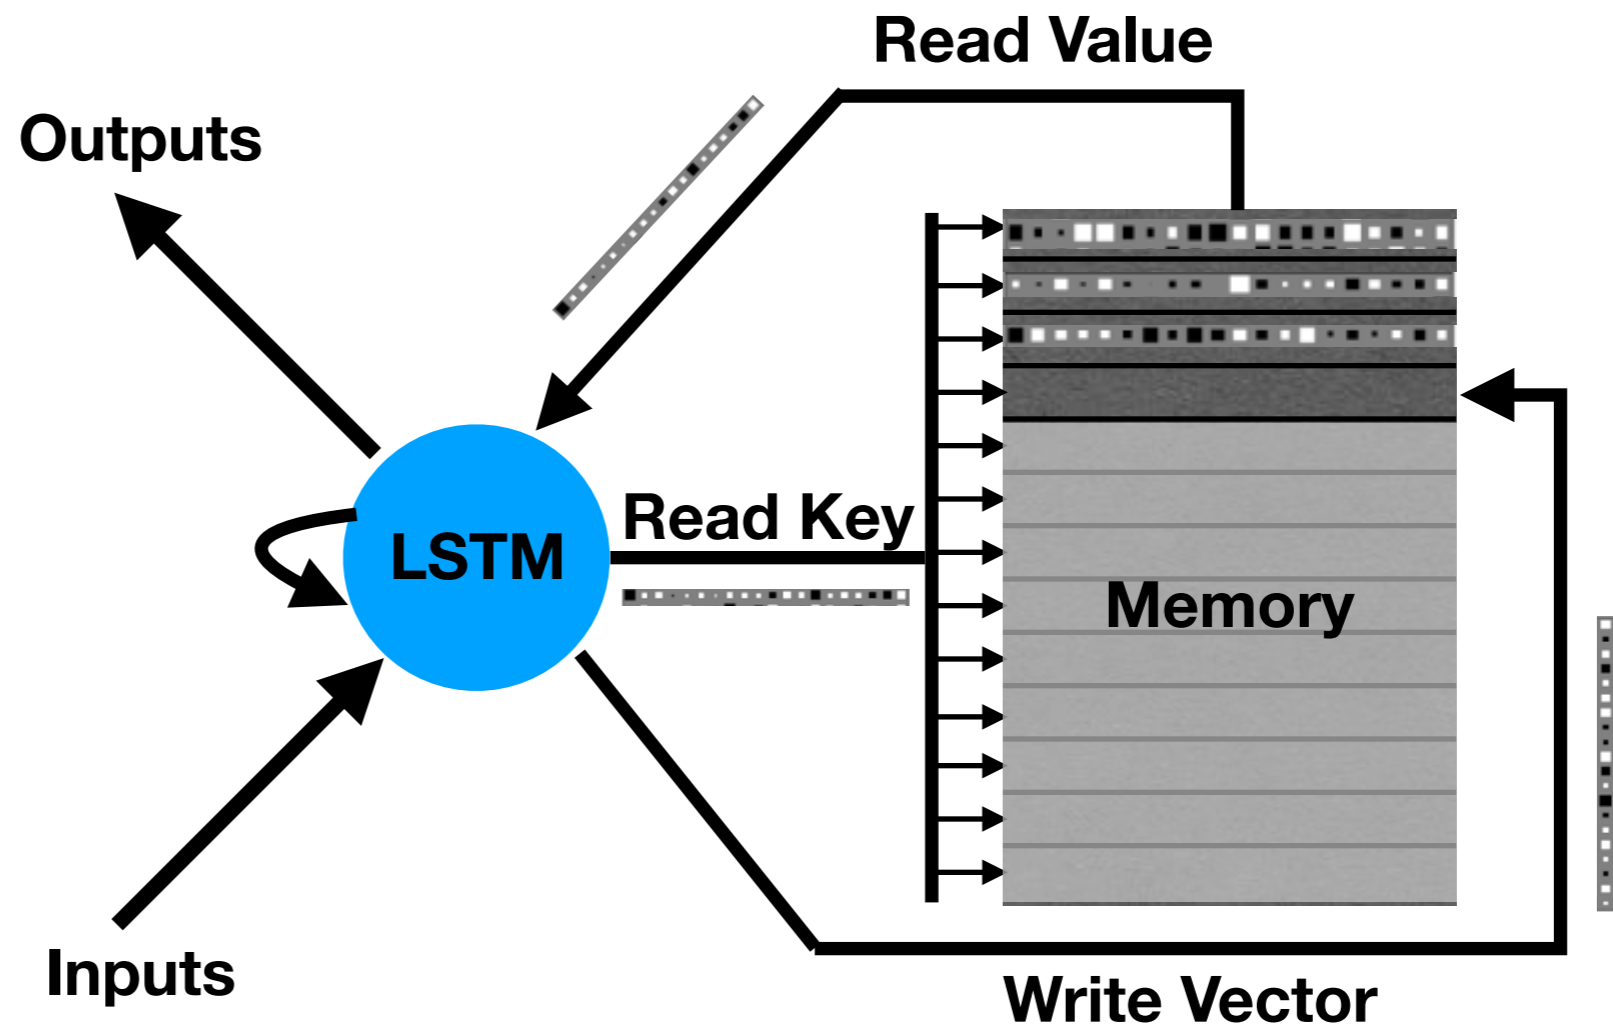 Read Value
Outputs
Read Key
LSTM
Memory
Inputs
Write Vector